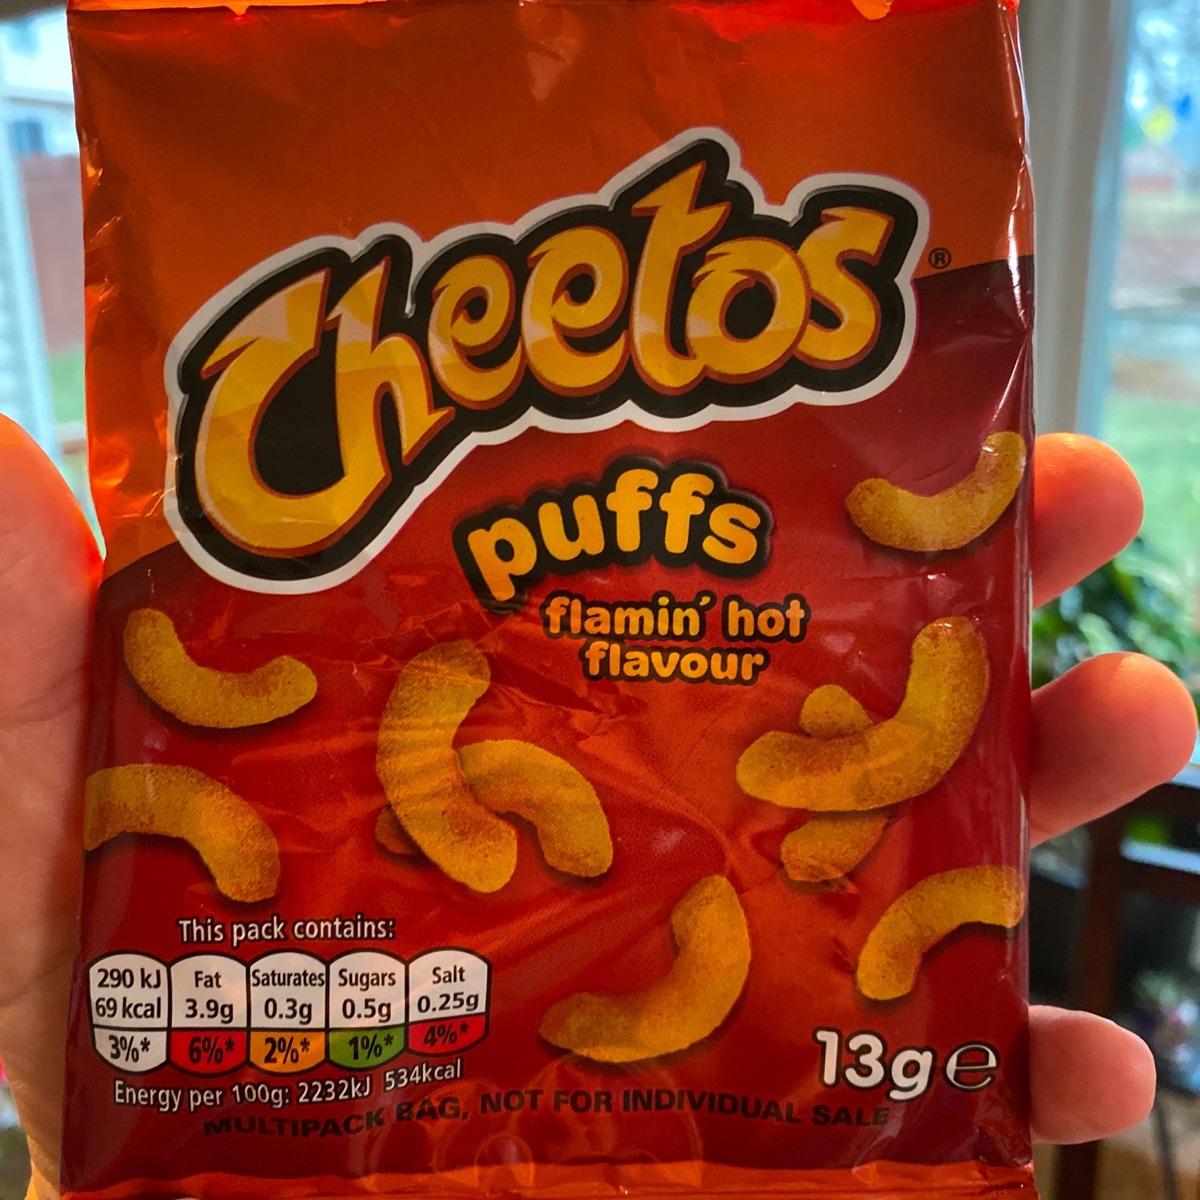 Cheetos®
puffs
flamin' hot
flavour
This pack contains:
290 kJ Fat Saturates Sugars Salt
69 kcal 3.9g 0.3g 0.5g 0.25g
3%* 6%* 2%* 1%* 4%*
Energy per 100g: 2232kJ 534kcal
13g e
MULTIPACK BAG, NOT FOR INDIVIDUAL SALE